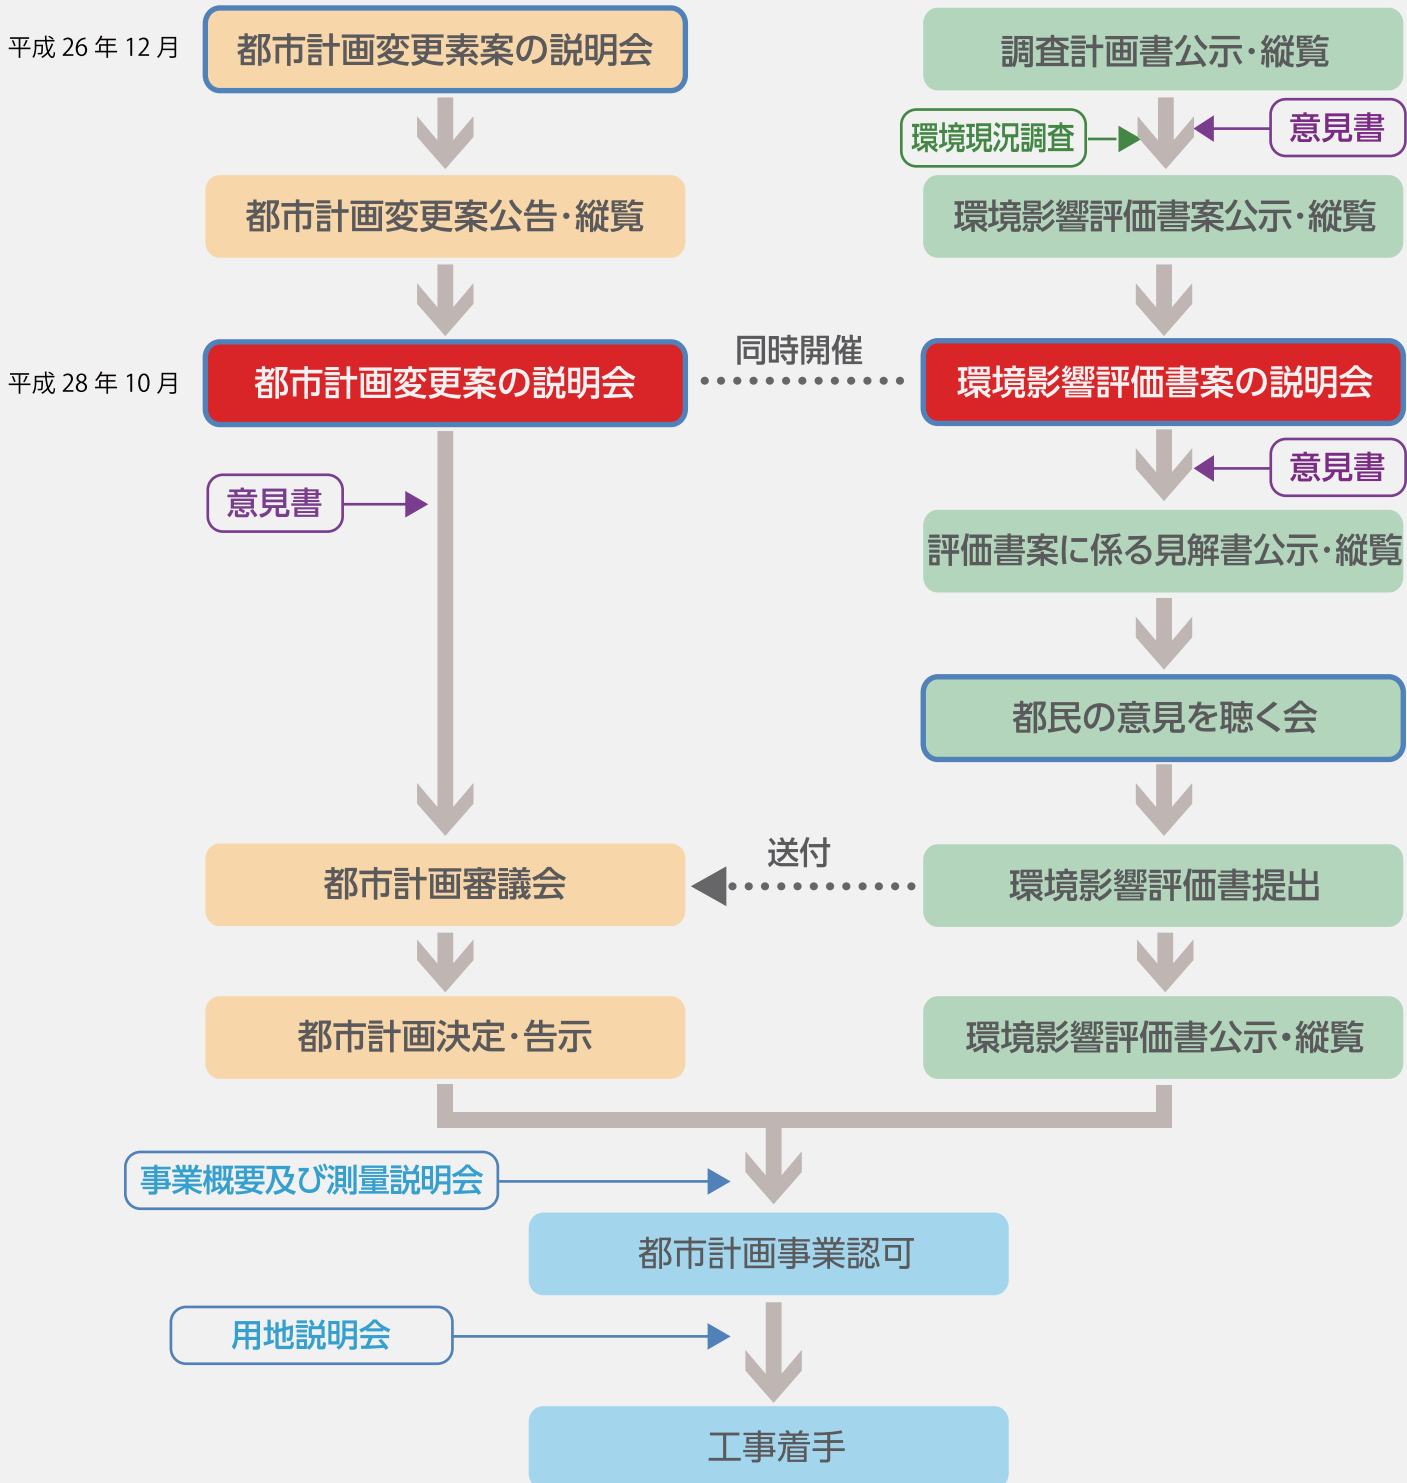 平成 26 年 12 月
都市計画変更素案の説明会
調査計画書公示・縦覧
環境現況調査
意見書
都市計画変更案公告・縦覧
環境影響評価書案公示・縦覧
同時開催
平成 28 年 10 月
都市計画変更案の説明会
環境影響評価書案の説明会
意見書
意見書
評価書案に係る見解書公示・縦覧
都民の意見を聴く会
送付
都市計画審議会
環境影響評価書提出
都市計画決定・告示
環境影響評価書公示・縦覧
事業概要及び測量説明会
都市計画事業認可
用地説明会
工事着手